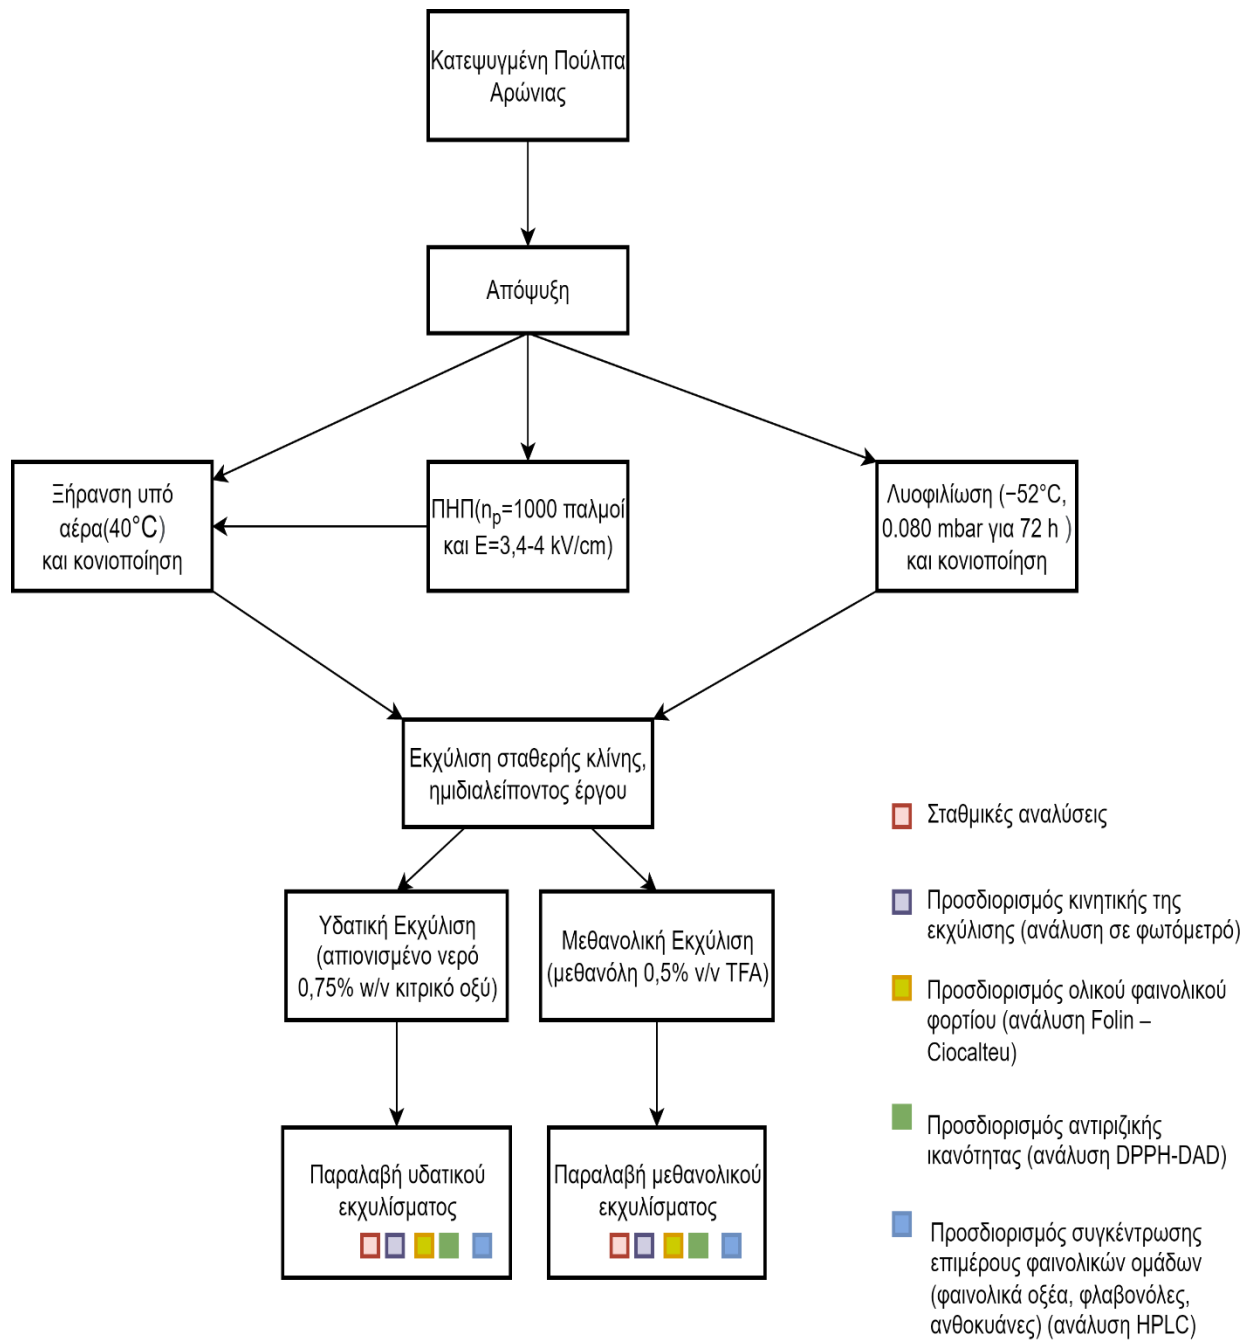 Κατεψυγμένη Πούλπα
Αρώνιας
Απόψυξη
Ξήρανση υπό
αέρα(40°C)
και κονιοποίηση
ΠΗΠ(np=1000 παλμοί
και Ε=3,4-4 kV/cm)
Λυοφιλίωση (−52°C,
0.080 mbar για 72 h )
και κονιοποίηση
Εκχύλιση σταθερής κλίνης,
ημιδιαλείποντος έργου
Υδατική Εκχύλιση
(απιονισμένο νερό
0,75% w/v κιτρικό οξύ)
Μεθανολική Εκχύλιση
(μεθανόλη 0,5% v/v TFA)
Παραλαβή υδατικού
εκχυλίσματος
Παραλαβή μεθανολικού
εκχυλίσματος
Σταθμικές αναλύσεις
Προσδιορισμός κινητικής της
εκχύλισης (ανάλυση σε φωτόμετρό)
Προσδιορισμός ολικού φαινολικού
φορτίου (ανάλυση Folin –
Ciocalteu)
Προσδιορισμός αντιριζικής
ικανότητας (ανάλυση DPPH-DAD)
Προσδιορισμός συγκέντρωσης
επιμέρους φαινολικών ομάδων
(φαινολικά οξέα, φλαβονόλες,
ανθοκυάνες) (ανάλυση HPLC)